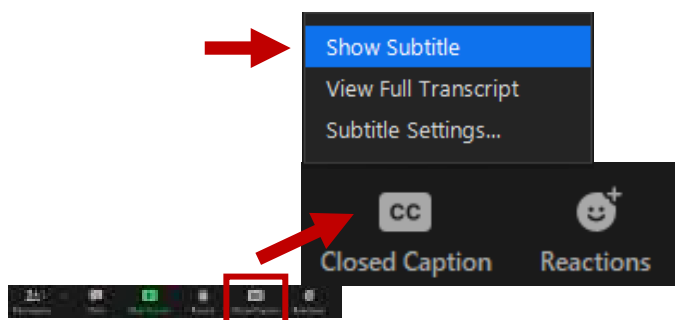 Show Subtitle
View Full Transcript
Subtitle Settings...
CC
Closed Caption
Reactions